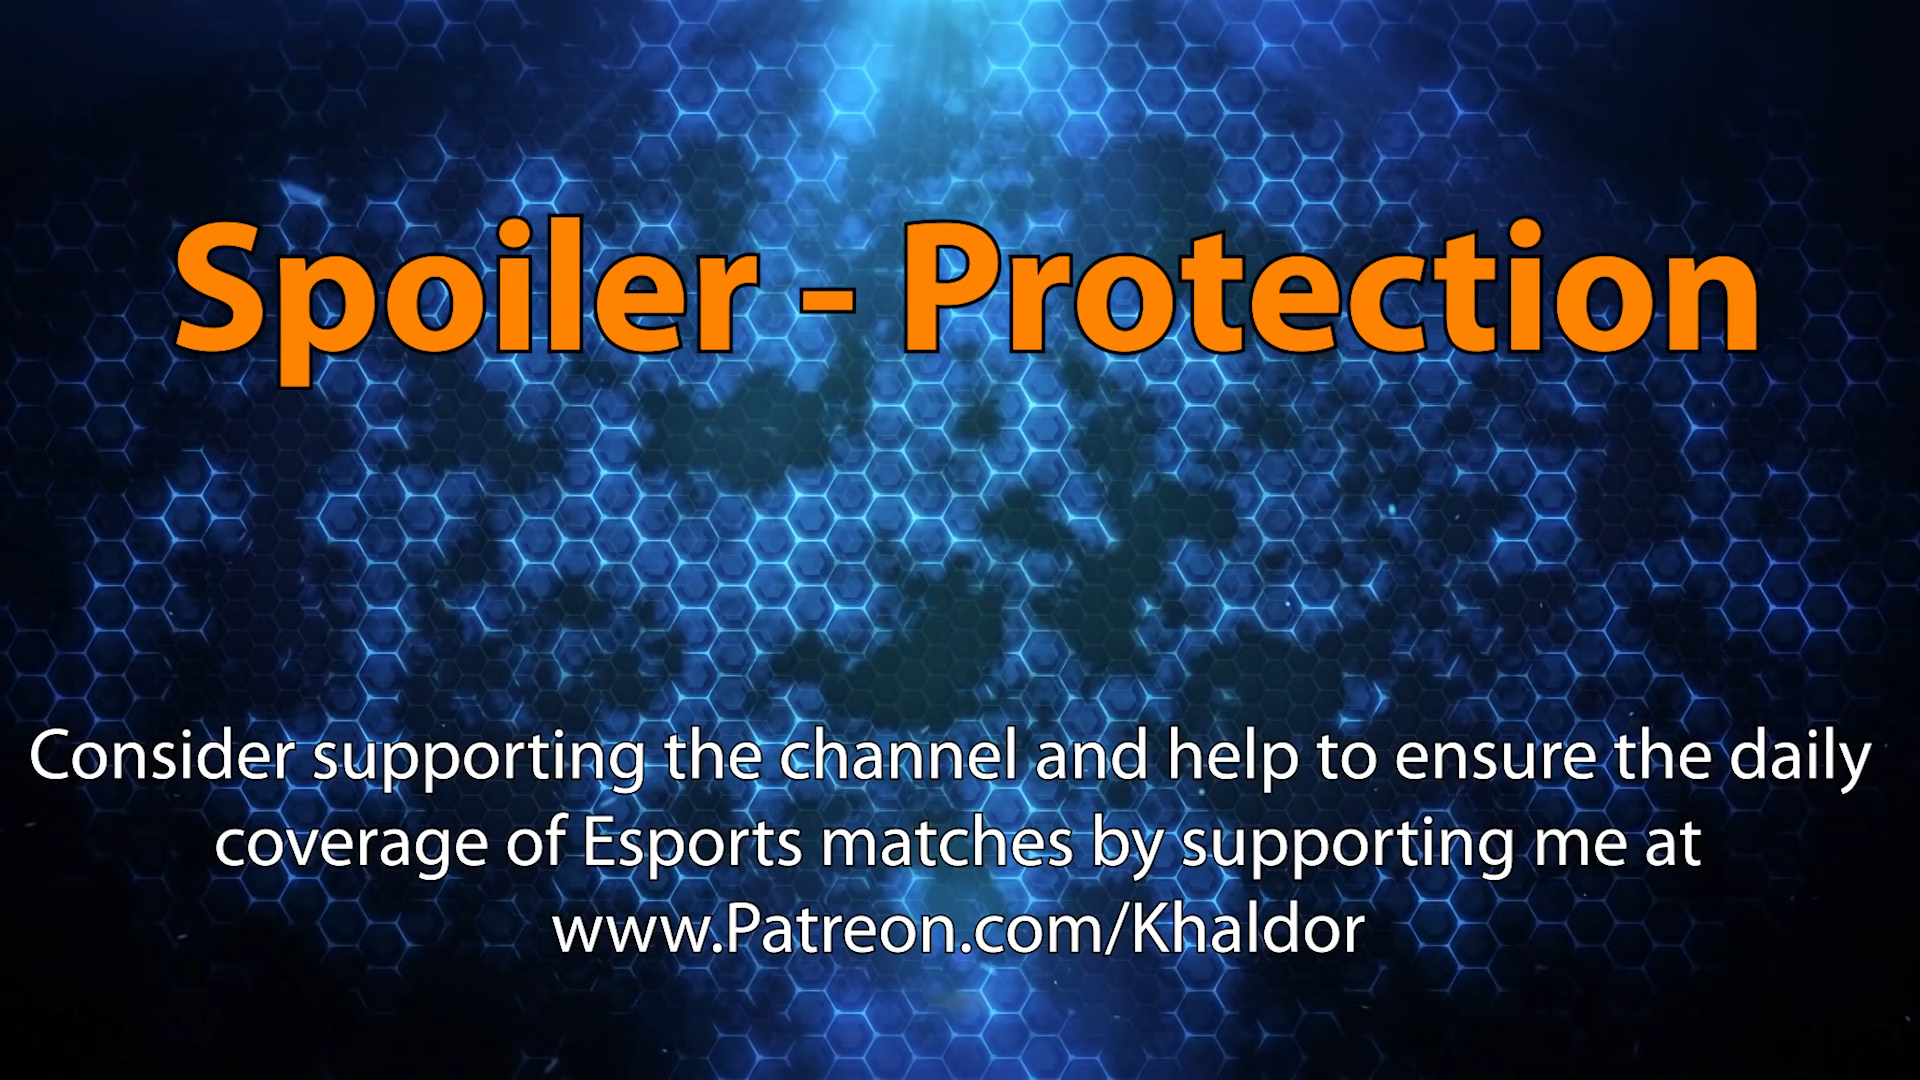 Spoiler - Protection
Consider supporting the channel and help to ensure the daily
coverage of Esports matches by supporting me at
www.Patreon.com/Khaldor